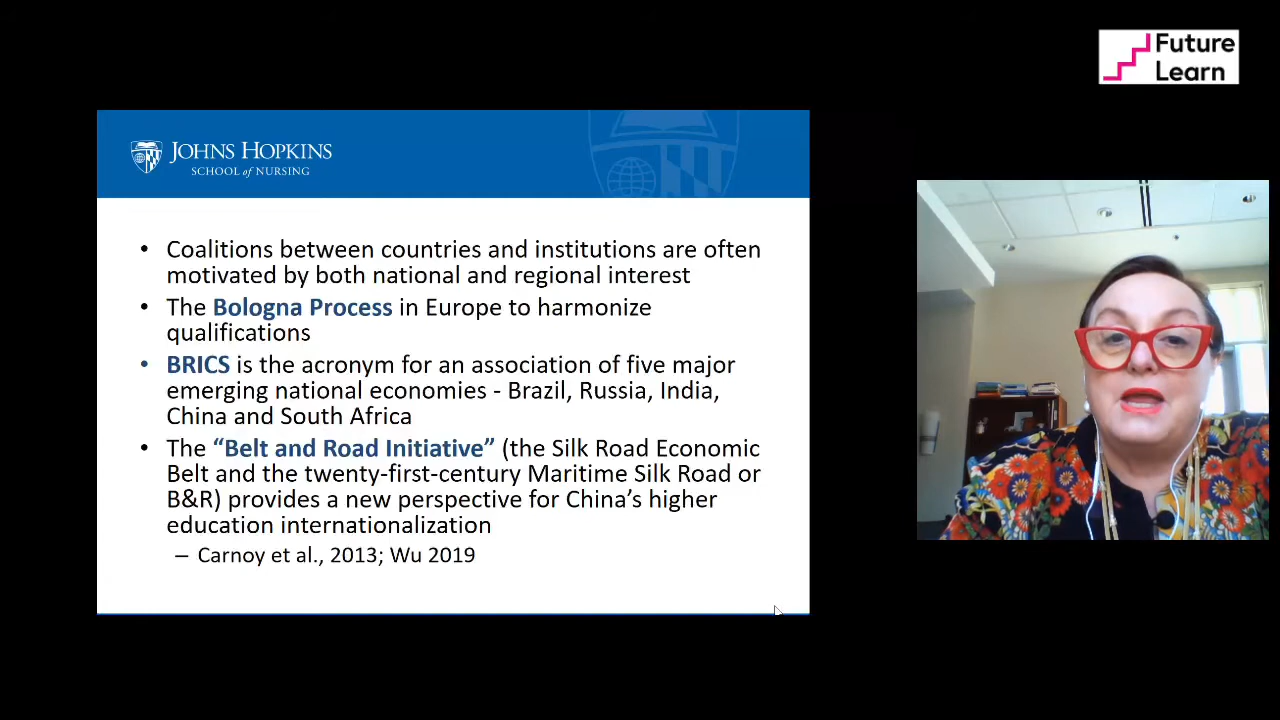 Future
Learn
JOHNS HOPKINS
SCHOOL of NURSING
• Coalitions between countries and institutions are often
motivated by both national and regional interest
• The Bologna Process in Europe to harmonize
qualifications
• BRICS is the acronym for an association of five major
emerging national economies - Brazil, Russia, India,
China and South Africa
• The “Belt and Road Initiative” (the Silk Road Economic
Belt and the twenty-first-century Maritime Silk Road or
B&R) provides a new perspective for China’s higher
education internationalization
– Carnoy et al., 2013; Wu 2019